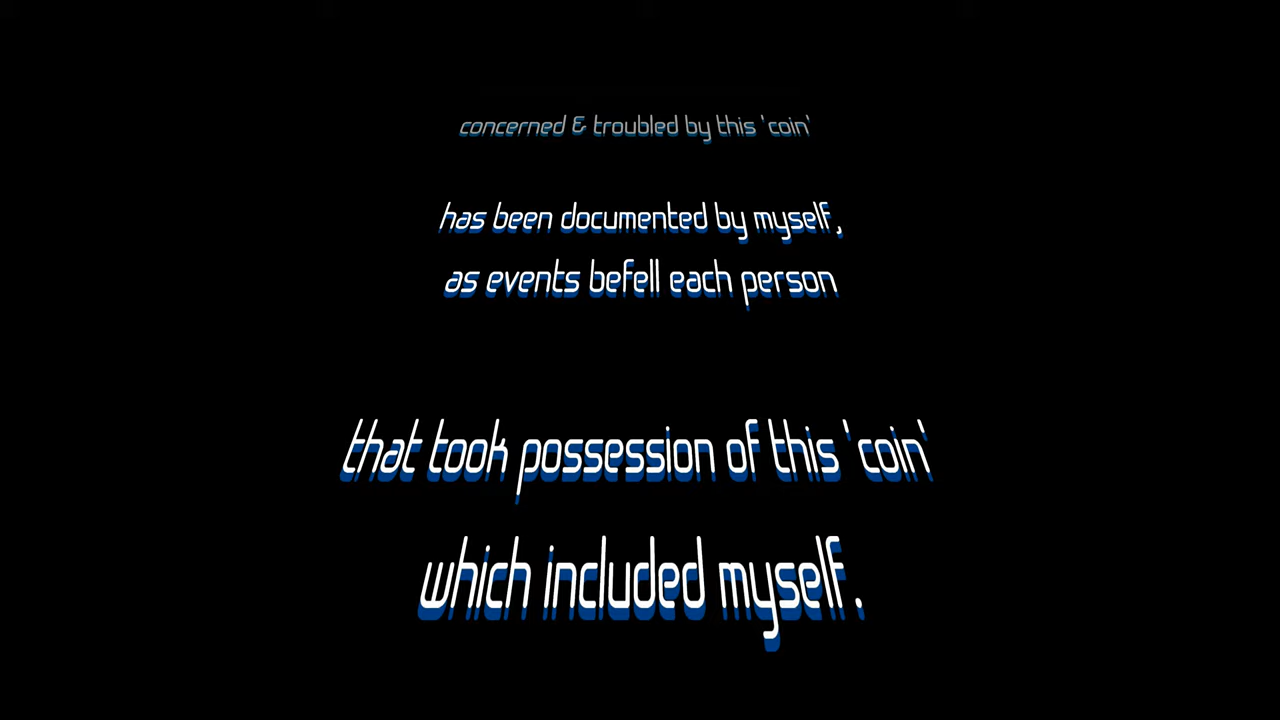 concerned & troubled by this 'coin'
has been documented by myself,
as events befell each person
that took possession of this 'coin'
which included myself.